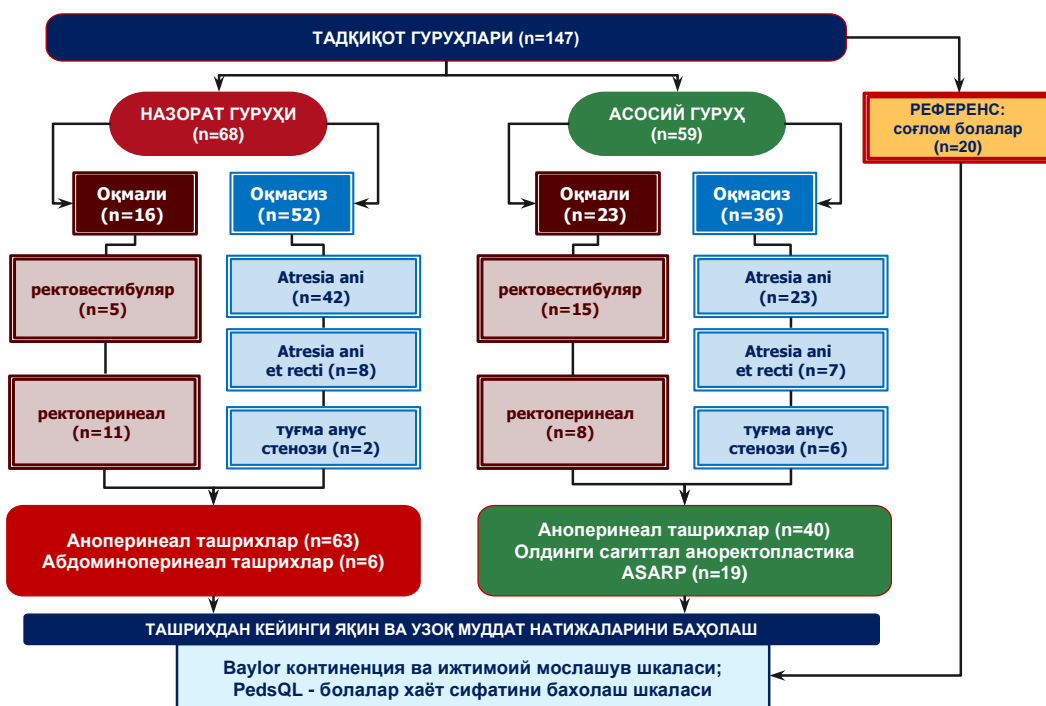 ТАДҚИҚОТ ГУРУҲЛАРИ (n=147)
НАЗОРАТ ГУРУҲИ
(n=68)
АСОСИЙ ГУРУҲ
(n=59)
РЕФЕРЕНС:
соғлом болалар
(n=20)
Оқмали
(n=16)
Оқмасиз
(n=52)
Оқмали
(n=23)
Оқмасиз
(n=36)
ректовестибуляр
(n=5)
Atresia ani
(n=42)
ректовестибуляр
(n=15)
Atresia ani
(n=23)
Atresia ani
et recti (n=8)
Atresia ani
et recti (n=7)
ректоперинеал
(n=11)
туғма анус
стенози (n=2)
ректоперинеал
(n=8)
туғма анус
стенози (n=6)
Аноперинеал ташрихлар (n=63)
Абдоминоперинеал ташрихлар (n=6)
Аноперинеал ташрихлар (n=40)
Олдинги сагиттал аноректопластика
ASARP (n=19)
ТАШРИХДАН КЕЙИНГИ ЯҚИН ВА УЗОҚ МУДДАТ НАТИЖАЛАРИНИ БАҲОЛАШ
Baylor континенция ва ижтимоий мослашув шкаласи;
PedsQL - болалар хаёт сифатини бахолаш шкаласи